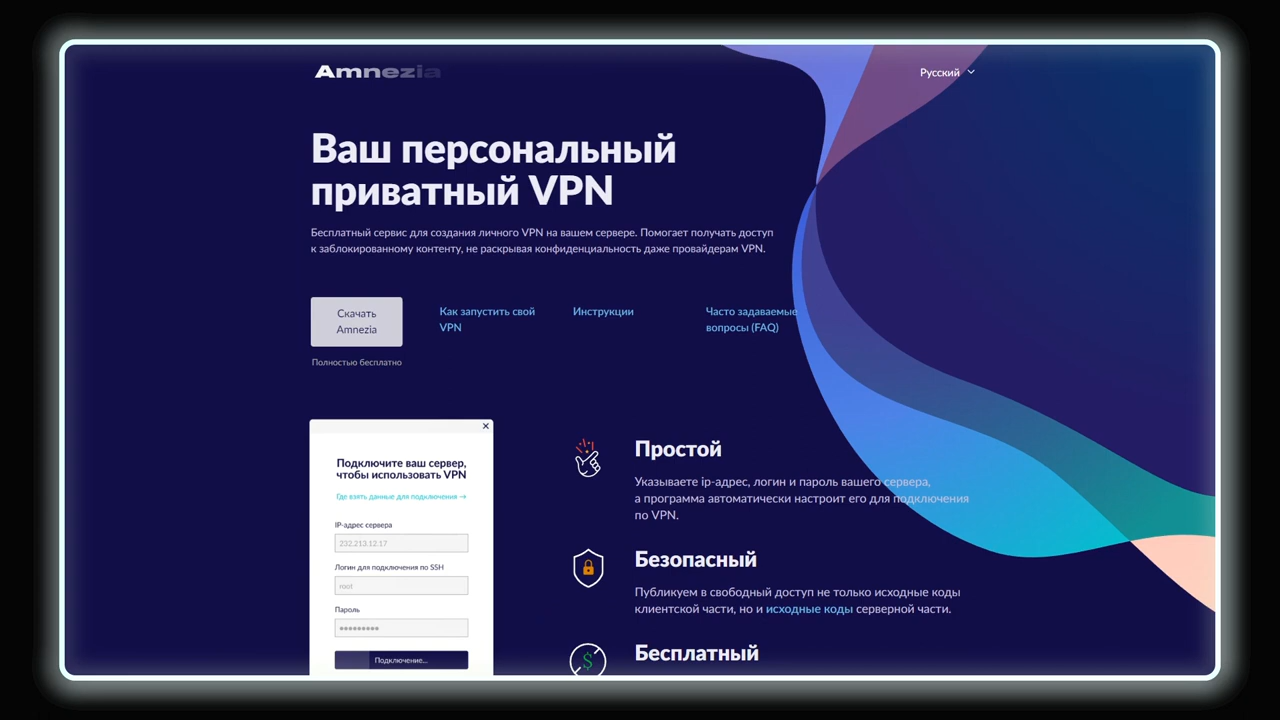 Amnezia
Русский
Ваш персональный
приватный VPN
Бесплатный сервис для создания личного VPN на вашем сервере. Помогает получать доступ
к заблокированному контенту, не раскрывая конфиденциальность даже провайдерам VPN.
Скачать
Amnezia
Как запустить свой
VPN
Инструкции
Часто задаваемые
вопросы (FAQ)
Полностью бесплатно
Подключите ваш сервер,
чтобы использовать VPN
Где взять данные для подключения →
IP-адрес сервера
232.213.12.17
Логин для подключения по SSH
root
Пароль
•••••••••
Подключение...
Простой
Указываете ip-адрес, логин и пароль вашего сервера,
а программа автоматически настроит его для подключения
по VPN.
Безопасный
Публикуем в свободный доступ не только исходные коды
клиентской части, но и исходные коды серверной части.
Бесплатный